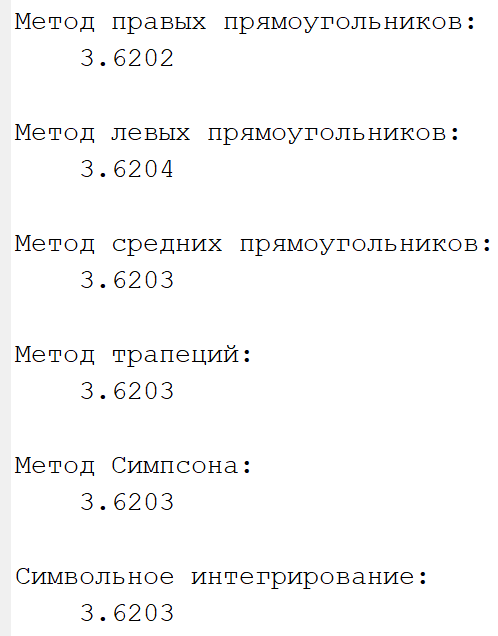 Метод правых прямоугольников:
3.6202
Метод левых прямоугольников:
3.6204
Метод средних прямоугольников:
3.6203
Метод трапеций:
3.6203
Метод Симпсона:
3.6203
Символьное интегрирование:
3.6203